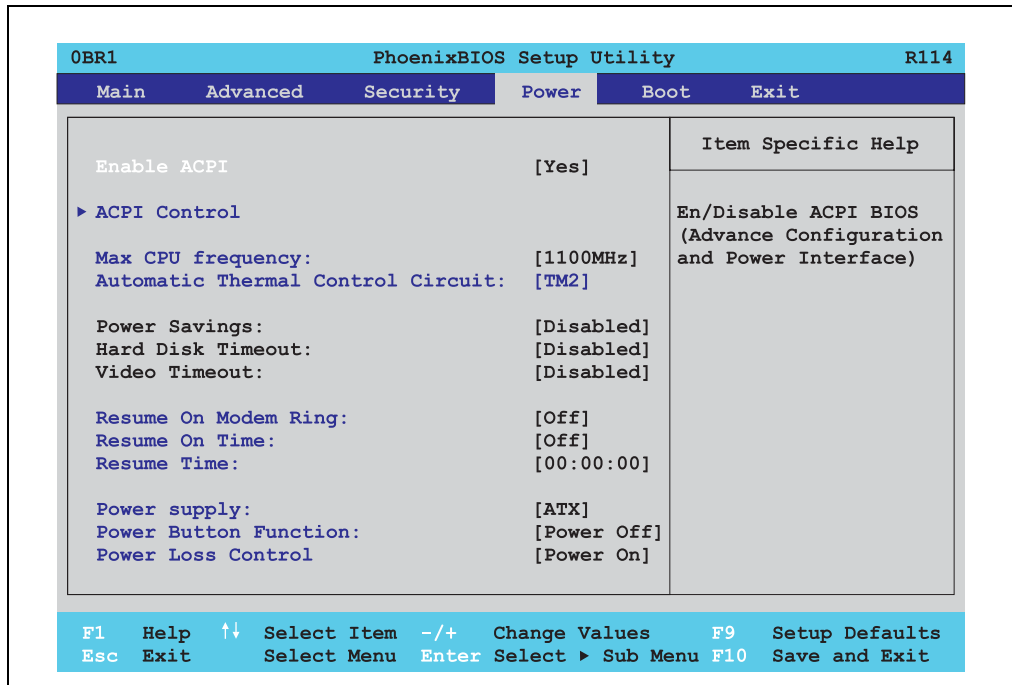 0BR1 PhoenixBIOS Setup Utility R114
Main Advanced Security Power Boot Exit
Item Specific Help
Enable ACPI [Yes]
▶ ACPI Control
En/Disable ACPI BIOS
(Advance Configuration
and Power Interface)
Max CPU frequency: [1100MHz]
Automatic Thermal Control Circuit: [TM2]
Power Savings: [Disabled]
Hard Disk Timeout: [Disabled]
Video Timeout: [Disabled]
Resume On Modem Ring: [Off]
Resume On Time: [Off]
Resume Time: [00:00:00]
Power supply: [ATX]
Power Button Function: [Power Off]
Power Loss Control [Power On]
F1 Help ↑↓ Select Item -/+ Change Values F9 Setup Defaults
Esc Exit Select Menu Enter Select ▶ Sub Menu F10 Save and Exit